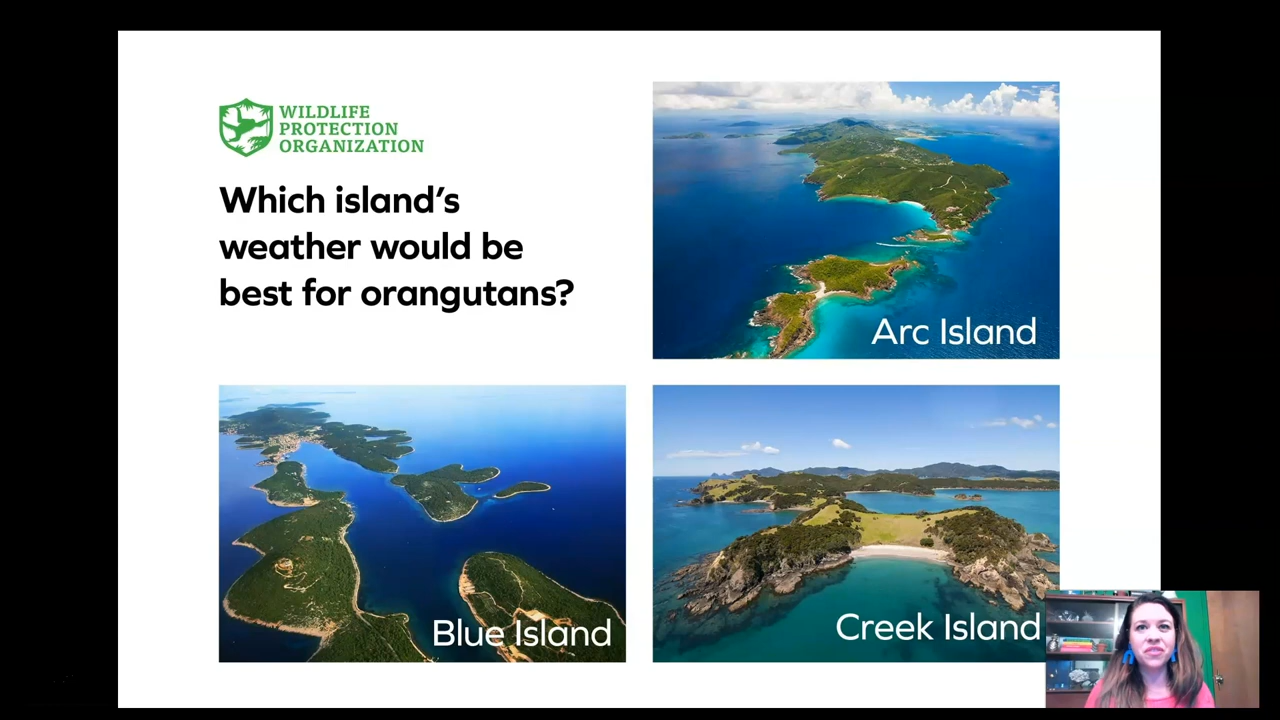 WILDLIFE
PROTECTION
ORGANIZATION
Which island's
weather would be
best for orangutans?
Arc Island
Blue Island
Creek Island